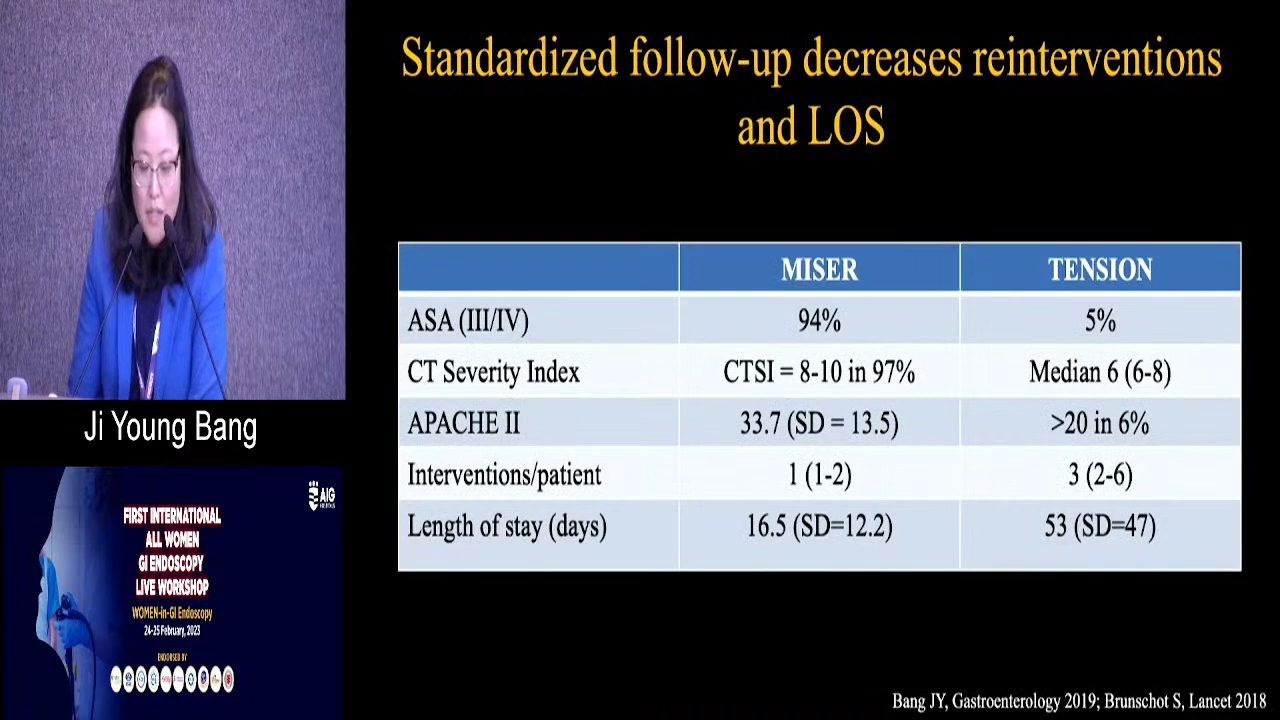 Standardized follow-up decreases reinterventions
and LOS
MISER TENSION
ASA (III/IV) 94% 5%
CT Severity Index CTSI = 8-10 in 97% Median 6 (6-8)
APACHE II 33.7 (SD = 13.5) >20 in 6%
Interventions/patient 1 (1-2) 3 (2-6)
Length of stay (days) 16.5 (SD=12.2) 53 (SD=47)
Bang JY, Gastroenterology 2019; Brunschot S, Lancet 2018
Ji Young Bang
AIG
HOSPITALS
FIRST INTERNATIONAL
ALL WOMEN
GI ENDOSCOPY
LIVE WORKSHOP
WOMEN-in-GI Endoscopy
24-25 February, 2023
ENDORSED BY